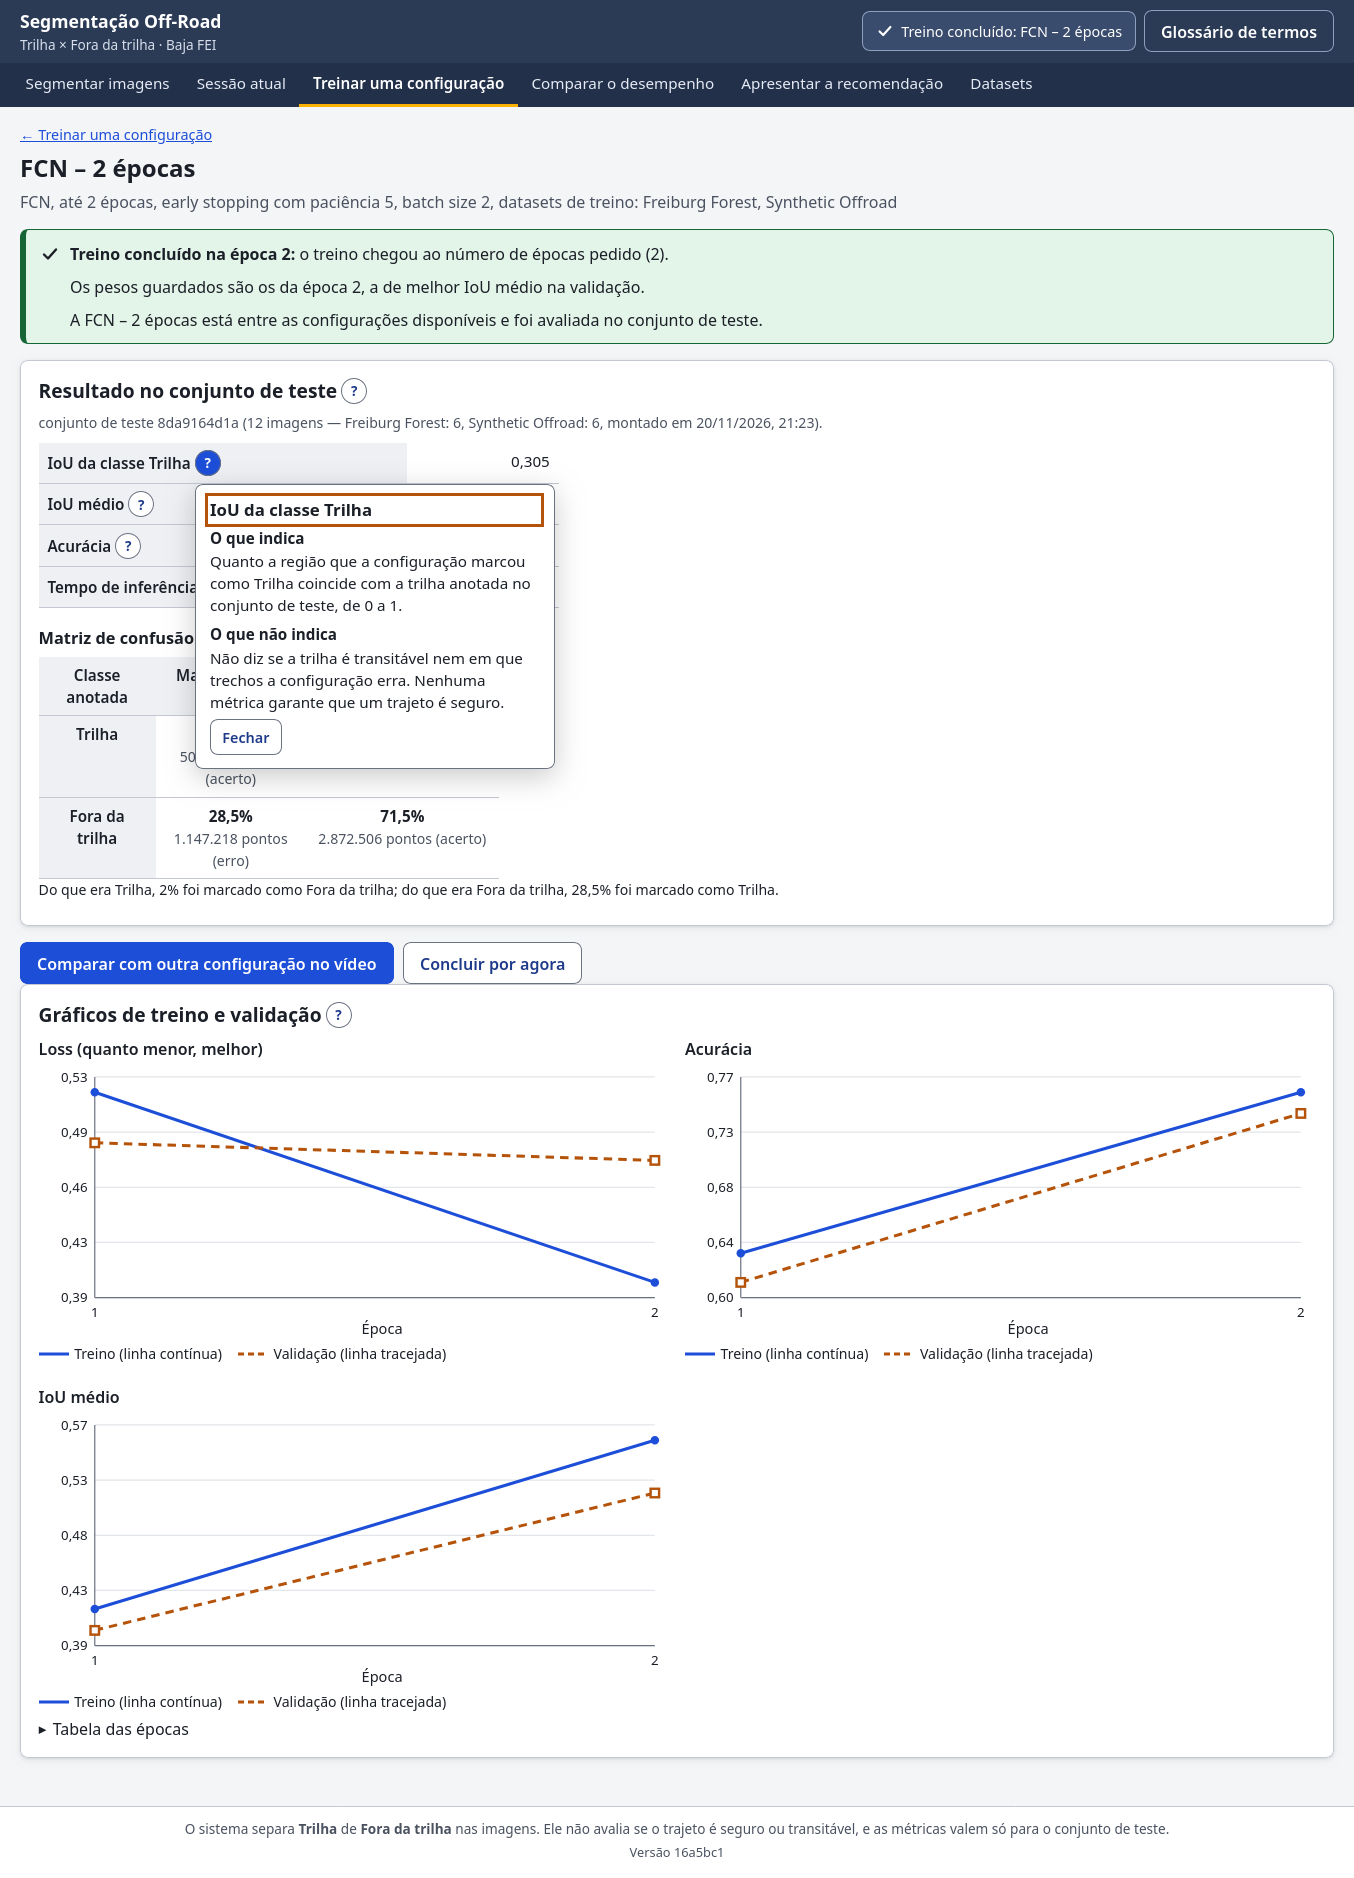 Segmentação Off-Road
Trilha × Fora da trilha · Baja FEI
Treino concluído: FCN – 2 épocas
Glossário de termos
Segmentar imagens
Sessão atual
Treinar uma configuração
Comparar o desempenho
Apresentar a recomendação
Datasets
← Treinar uma configuração
FCN – 2 épocas
FCN, até 2 épocas, early stopping com paciência 5, batch size 2, datasets de treino: Freiburg Forest, Synthetic Offroad
Treino concluído na época 2: o treino chegou ao número de épocas pedido (2).
Os pesos guardados são os da época 2, a de melhor IoU médio na validação.
A FCN – 2 épocas está entre as configurações disponíveis e foi avaliada no conjunto de teste.
Resultado no conjunto de teste ?
conjunto de teste 8da9164d1a (12 imagens — Freiburg Forest: 6, Synthetic Offroad: 6, montado em 20/11/2026, 21:23).
IoU da classe Trilha ? 0,305
IoU médio ?
Acurácia ?
Tempo de inferência
IoU da classe Trilha
O que indica
Quanto a região que a configuração marcou
como Trilha coincide com a trilha anotada no
conjunto de teste, de 0 a 1.
O que não indica
Não diz se a trilha é transitável nem em que
trechos a configuração erra. Nenhuma
métrica garante que um trajeto é seguro.
Fechar
Matriz de confusão
Classe
anotada
Trilha
(acerto)
Fora da
trilha
28,5%
1.147.218 pontos
(erro)
71,5%
2.872.506 pontos (acerto)
Do que era Trilha, 2% foi marcado como Fora da trilha; do que era Fora da trilha, 28,5% foi marcado como Trilha.
Comparar com outra configuração no vídeo
Concluir por agora
Gráficos de treino e validação ?
Loss (quanto menor, melhor)
0,53
0,49
0,46
0,43
0,39
1
2
Época
Treino (linha contínua)
Validação (linha tracejada)
Acurácia
0,77
0,73
0,68
0,64
0,60
1
2
Época
Treino (linha contínua)
Validação (linha tracejada)
IoU médio
0,57
0,53
0,48
0,43
0,39
1
2
Época
Treino (linha contínua)
Validação (linha tracejada)
▸ Tabela das épocas
O sistema separa Trilha de Fora da trilha nas imagens. Ele não avalia se o trajeto é seguro ou transitável, e as métricas valem só para o conjunto de teste.
Versão 16a5bc1